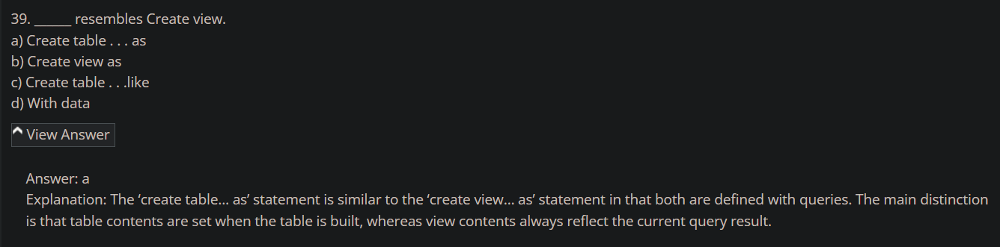 39. ______ resembles Create view.
a) Create table . . . as
b) Create view as
c) Create table . . .like
d) With data
View Answer
Answer: a
Explanation: The ‘create table… as’ statement is similar to the ‘create view… as’ statement in that both are defined with queries. The main distinction
is that table contents are set when the table is built, whereas view contents always reflect the current query result.